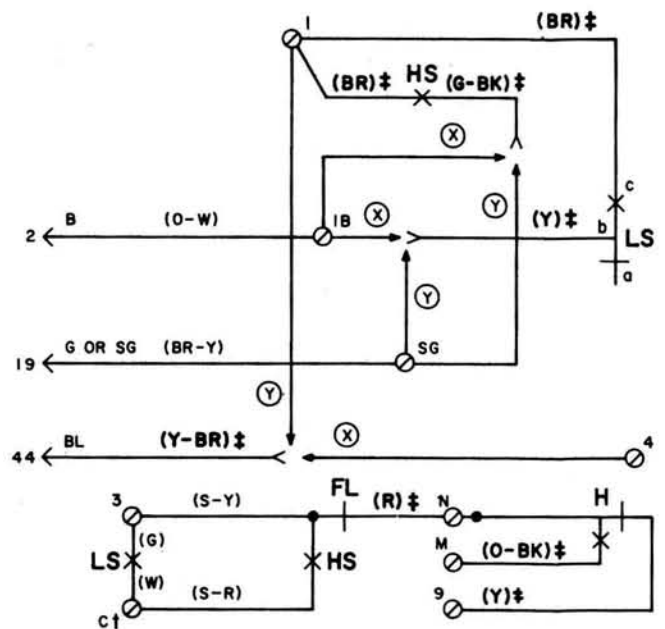 1 (BR)‡
(BR)‡ HS (G-BK)‡
X
c
2 B (O-W) 1B X Y (Y)‡ b LS
a
Y
19 G OR SG (BR-Y) SG
Y
44 BL (Y-BR)‡ X 4
3 (S-Y) FL (R)‡ N H
(G)
LS HS M (O-BK)‡
(W)
C† (S-R) 9 (Y)‡